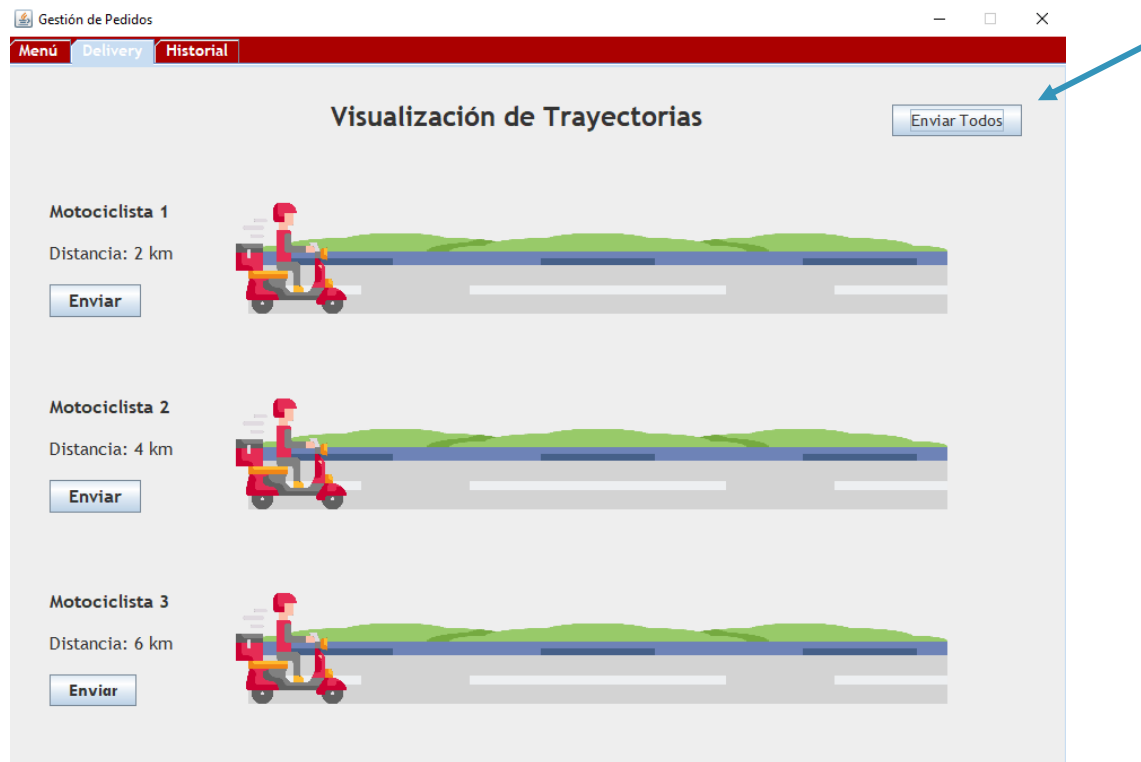 Gestión de Pedidos
Menú Delivery Historial
Visualización de Trayectorias
Enviar Todos
Motociclista 1
Distancia: 2 km
Enviar
Motociclista 2
Distancia: 4 km
Enviar
Motociclista 3
Distancia: 6 km
Enviar